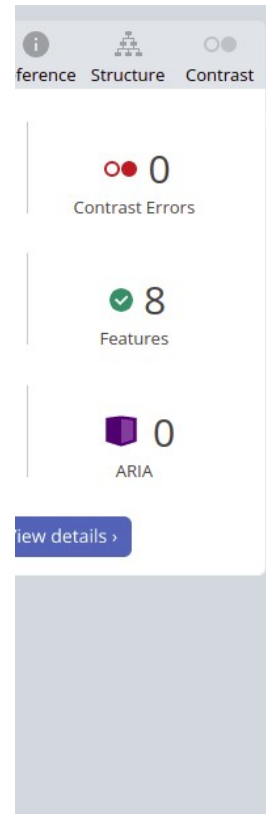 ference Structure Contrast
0
Contrast Errors
8
Features
0
ARIA
iew details ›